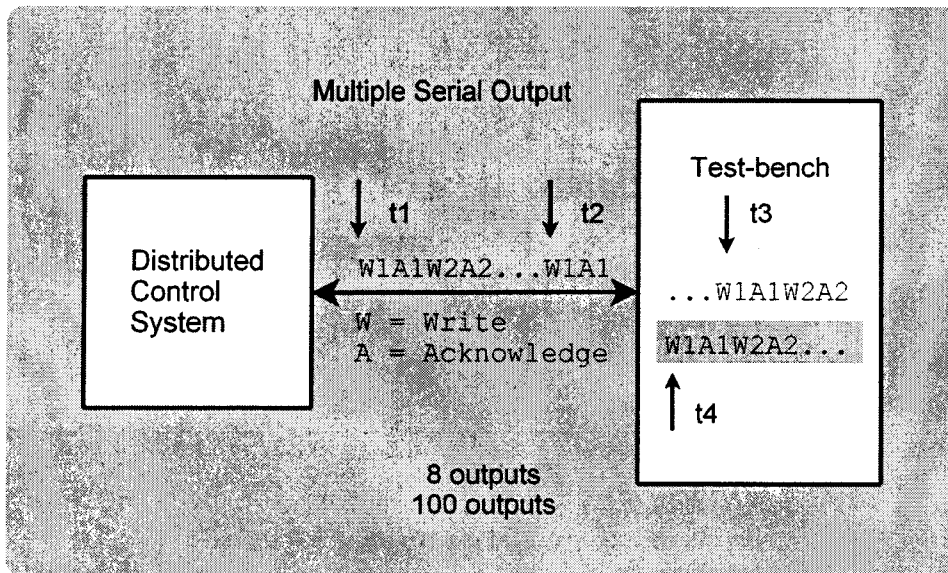 Multiple Serial Output
Test-bench
t1
t2
t3
Distributed
Control
System
W1A1W2A2...W1A1
...W1A1W2A2
W = Write
A = Acknowledge
W1A1W2A2...
t4
8 outputs
100 outputs